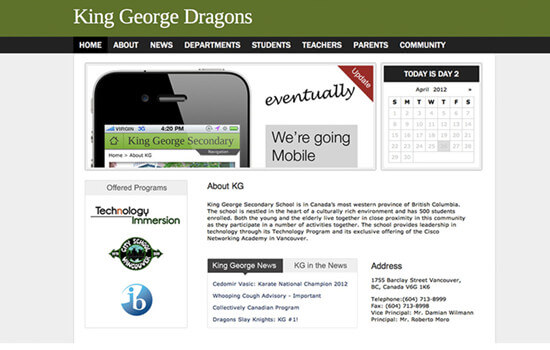 King George Dragons
HOME ABOUT NEWS DEPARTMENTS STUDENTS TEACHERS PARENTS COMMUNITY
VIRGIN 3G 4:20 PM
King George Secondary
Home > About KG
Navigation
eventually
Update
We're going
Mobile
TODAY IS DAY 2
April 2012
S M T W T F S
1 2 3 4 5 6 7
8 9 10 11 12 13 14
15 16 17 18 19 20 21
22 23 24 25 26 27 28
29 30
Offered Programs
Technology
Immersion
CITY SCHOOL
VANCOUVER
ib
About KG
King George Secondary School is in Canada's most western province of British Columbia.
The school is nestled in the heart of a culturally rich environment and has 500 students
enrolled. Both the young and the elderly live together in close proximity in this community
as they participate in a number of activities together. The school provides leadership in
technology through its Technology Program and its exclusive offering of the Cisco
Networking Academy in Vancouver.
King George News KG in the News
Cedomir Vasic: Karate National Champion 2012
Whooping Cough Advisory - Important
Collectively Canadian Program
Dragons Slay Knights: KG #1!
Address
1755 Barclay Street Vancouver,
BC, Canada V6G 1K6
Telephone:(604) 713-8999
Fax: (604) 713-8998
Vice Principal: Mr. Damian Wilmann
Principal: Mr. Roberto Moro